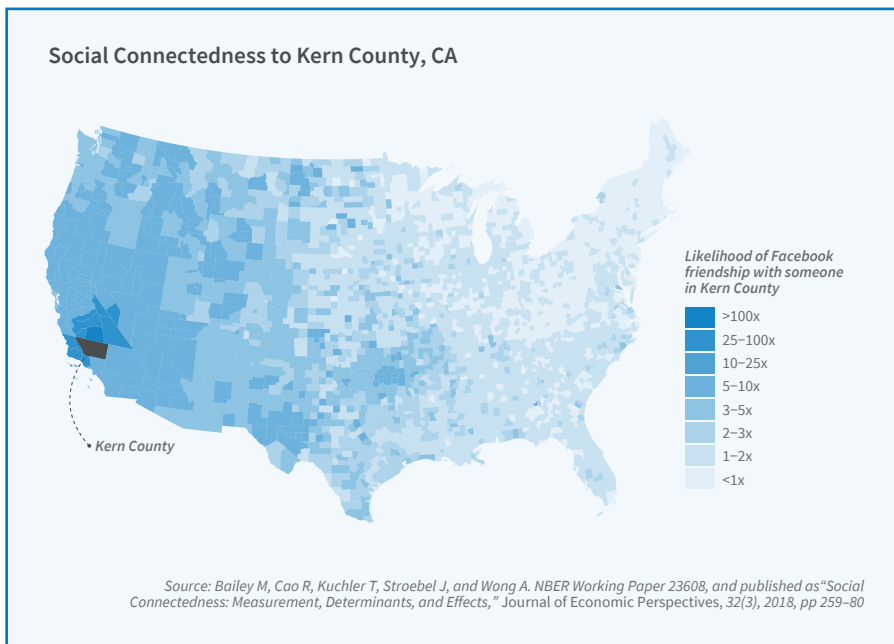 Social Connectedness to Kern County, CA
Likelihood of Facebook
friendship with someone
in Kern County
>100x
25–100x
10–25x
5–10x
3–5x
2–3x
1–2x
<1x
Kern County
Source: Bailey M, Cao R, Kuchler T, Stroebel J, and Wong A. NBER Working Paper 23608, and published as“Social
Connectedness: Measurement, Determinants, and Effects,” Journal of Economic Perspectives, 32(3), 2018, pp 259–80